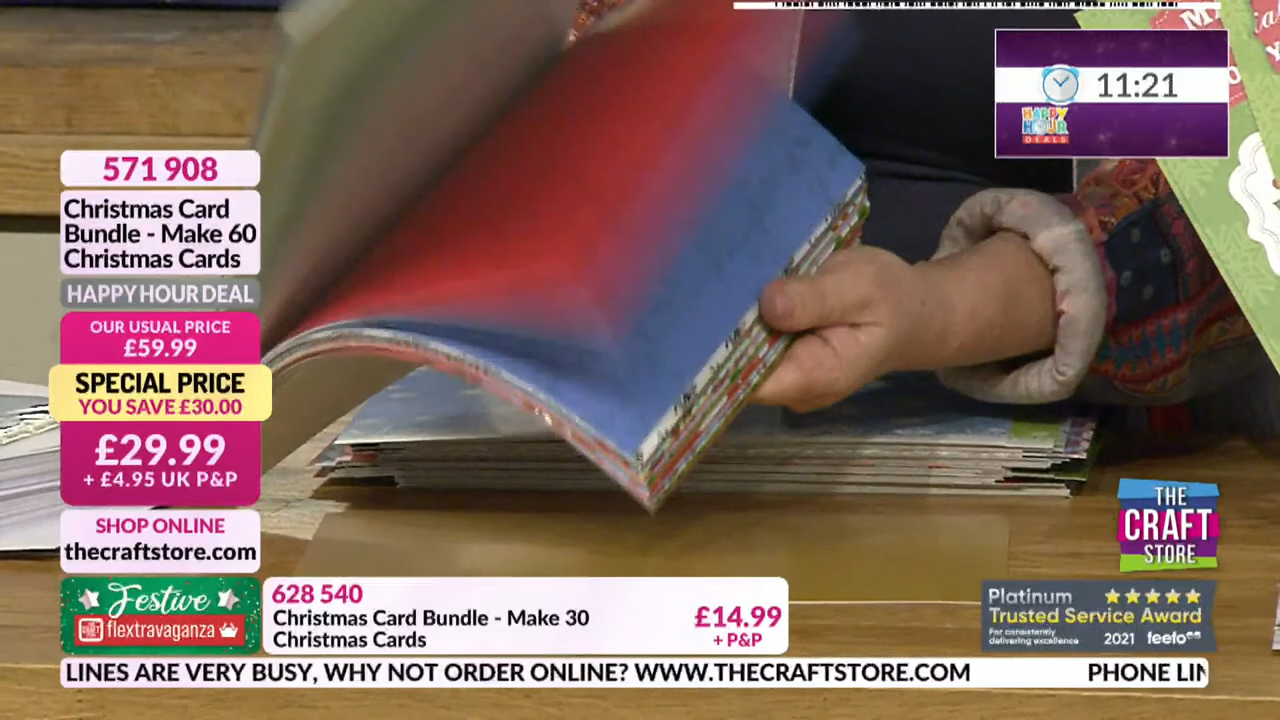 11:21
HAPPY
HOUR
DEALS
571 908
Christmas Card
Bundle - Make 60
Christmas Cards
HAPPY HOUR DEAL
OUR USUAL PRICE
£59.99
SPECIAL PRICE
YOU SAVE £30.00
£29.99
+ £4.95 UK P&P
SHOP ONLINE
thecraftstore.com
THE
CRAFT
STORE
Festive
flextravaganza
628 540
Christmas Card Bundle - Make 30
Christmas Cards
£14.99
+ P&P
Platinum
Trusted Service Award
For consistently
delivering excellence
2021 feefo
LINES ARE VERY BUSY, WHY NOT ORDER ONLINE? WWW.THECRAFTSTORE.COM PHONE LIN